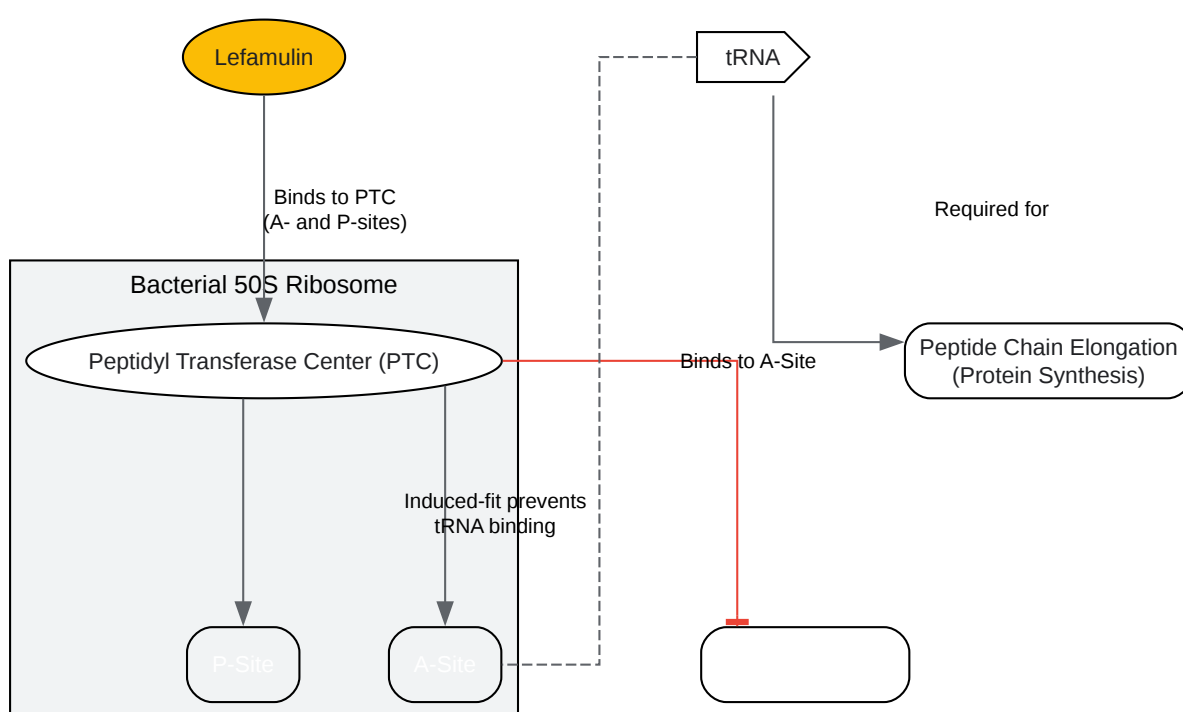 Lefamulin
tRNA
Binds to PTC
(A- and P-sites)
Required for
Bacterial 50S Ribosome
Peptidyl Transferase Center (PTC)
Binds to A-Site
Peptide Chain Elongation
(Protein Synthesis)
Induced-fit prevents
tRNA binding
P-Site
A-Site